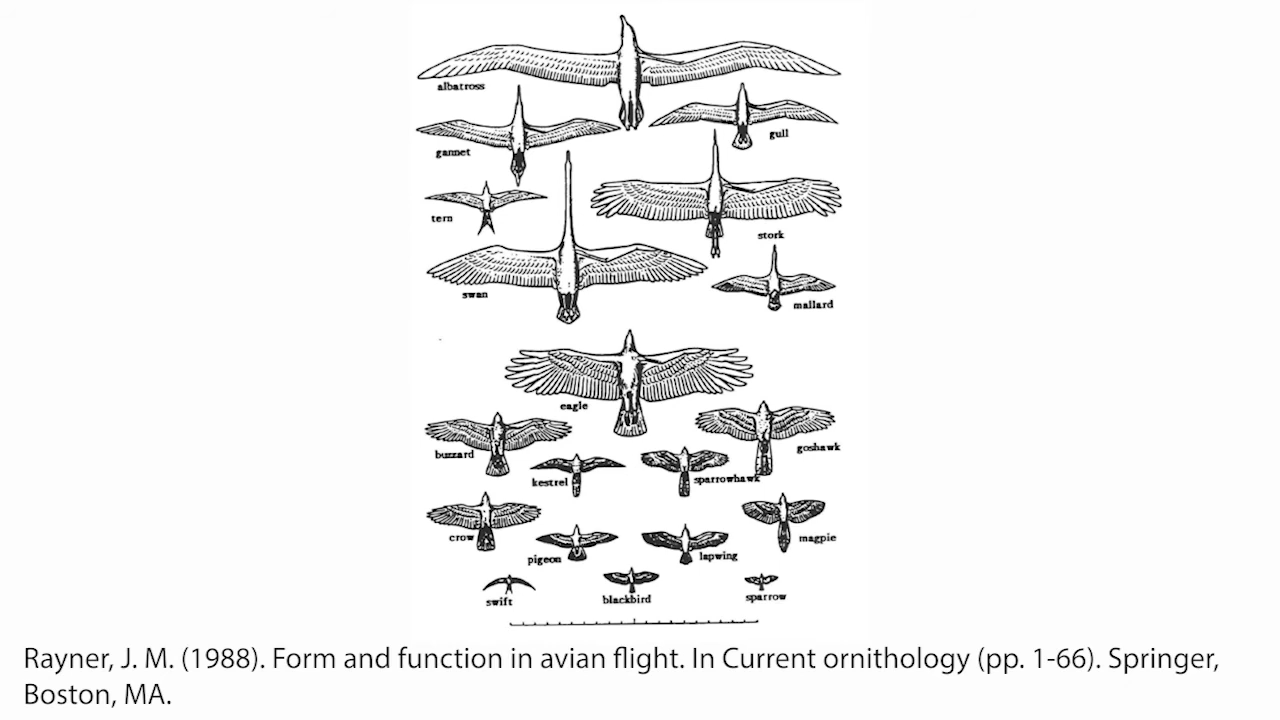 albatross
gull
gannet
tern
stork
swan
mallard
eagle
buzzard
goshawk
kestrel
sparrowhawk
crow
magpie
pigeon
lapwing
swift
blackbird
sparrow
Rayner, J. M. (1988). Form and function in avian flight. In Current ornithology (pp. 1-66). Springer,
Boston, MA.